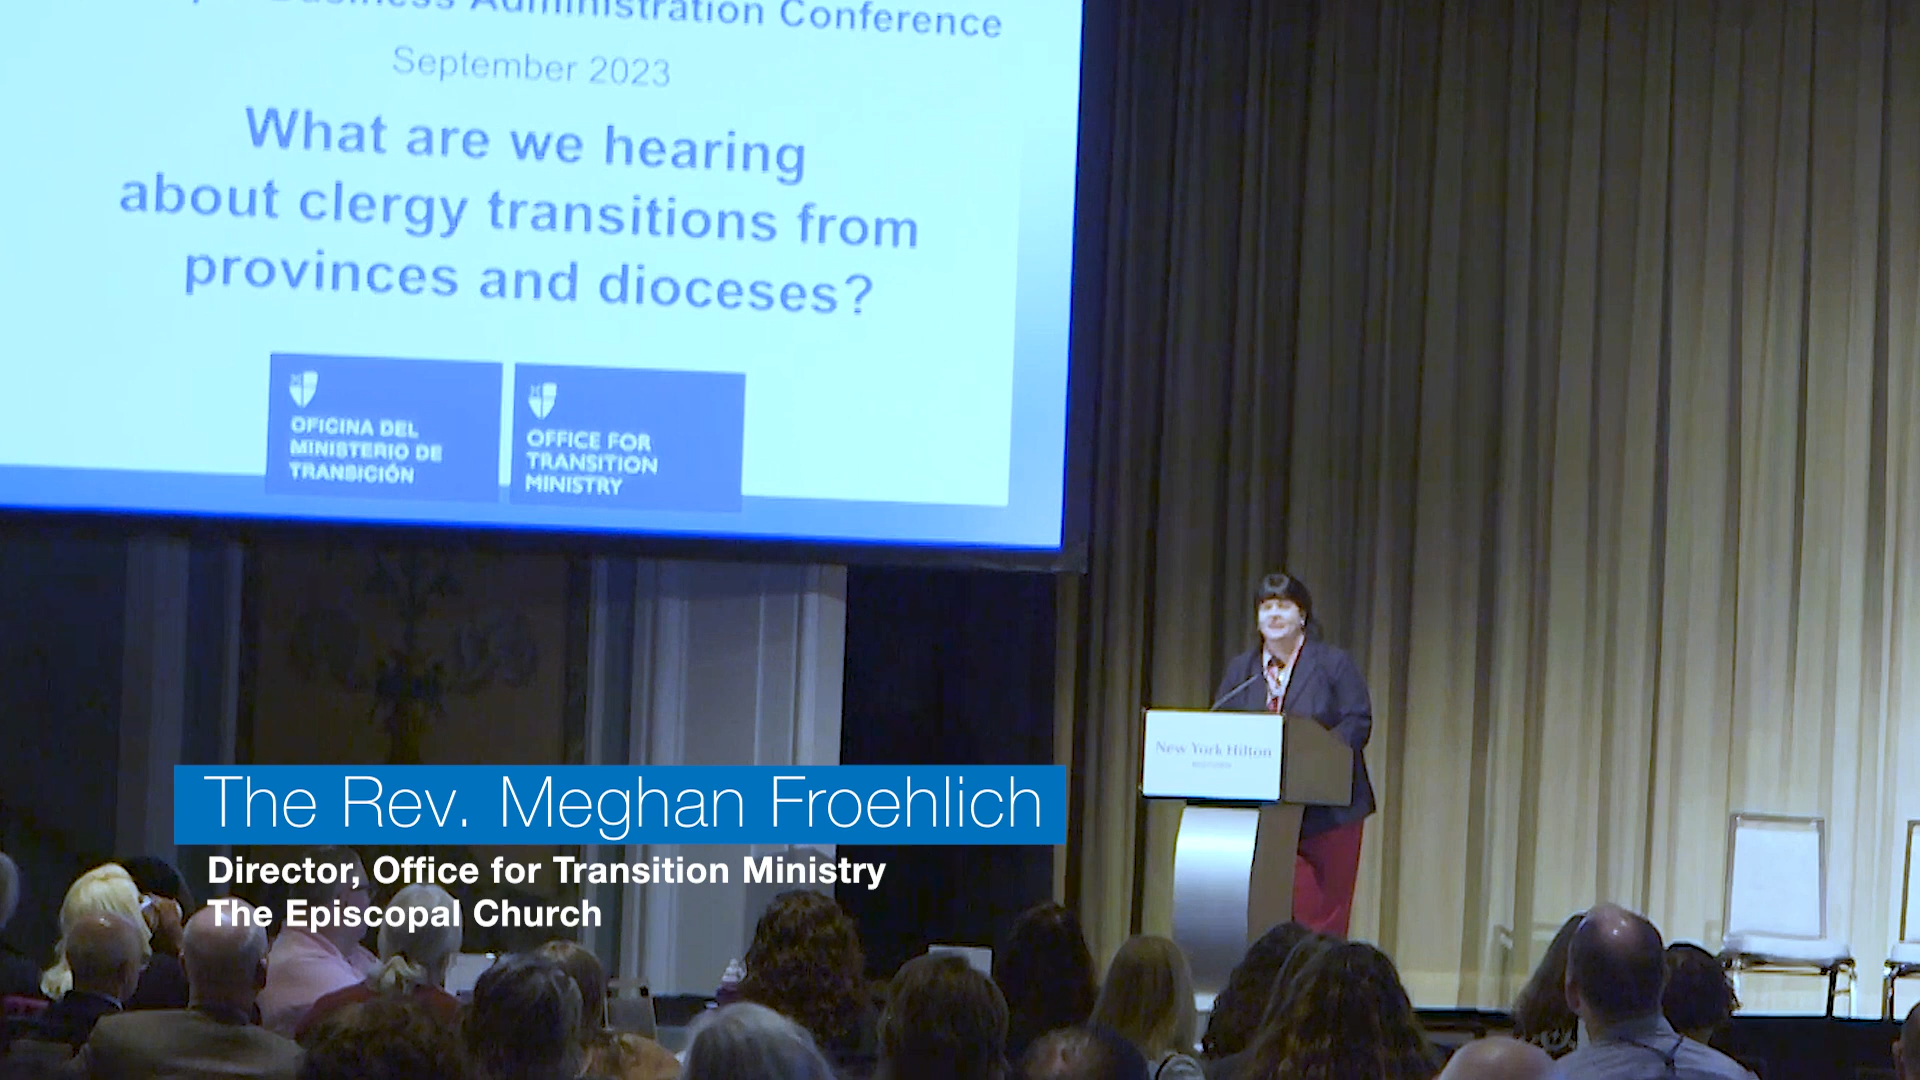 Business Administration Conference
September 2023
What are we hearing
about clergy transitions from
provinces and dioceses?
OFICINA DEL
MINISTERIO DE
TRANSICIÓN
OFFICE FOR
TRANSITION
MINISTRY
New York Hilton
The Rev. Meghan Froehlich
Director, Office for Transition Ministry
The Episcopal Church